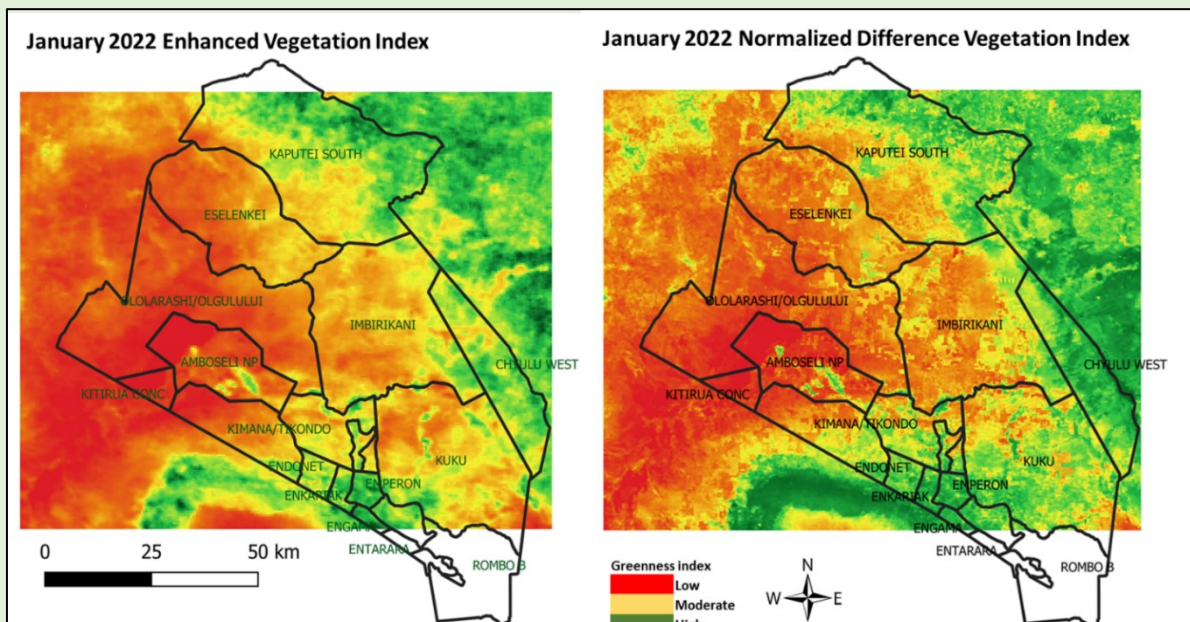 January 2022 Enhanced Vegetation Index
KAPUTEI SOUTH
ESELENKEI
OLOLARASHI/OLGULULUI
IMBIRIKANI
AMBOSELI NP
CHYULU WEST
KITIRUA CONC
KIMANA/TIKONDO
KUKU
ENDONET
EMPERON
ENKARIAK
ENGAMA
ENTARARA
ROMBO B
0 25 50 km
January 2022 Normalized Difference Vegetation Index
KAPUTEI SOUTH
ESELENKEI
OLOLARASHI/OLGULULUI
IMBIRIKANI
AMBOSELI NP
CHYULU WEST
KITIRUA CONC
KIMANA/TIKONDO
KUKU
ENDONET
EMPERON
ENKARIAK
ENGAMA
ENTARARA
ROMBO B
Greenness index
Low
Moderate
High
N
W E